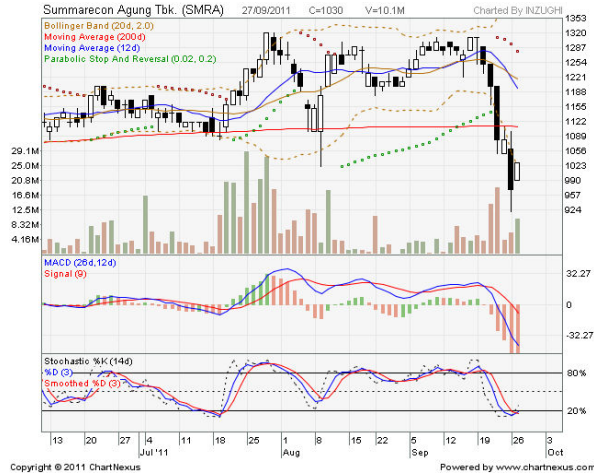 Summarecon Agung Tbk. (SMRA) 27/09/2011 C=1030 V=10.1M Charted By INZUGHI
Bollinger Band (20d, 2.0)
Moving Average (200d)
Moving Average (12d)
Parabolic Stop And Reversal (0.02, 0.2)
1353
1320
1287
1254
1221
1188
1155
1122
1089
1056
1023
990
957
924
29.1M
25.0M
20.8M
16.6M
12.5M
8.32M
4.16M
MACD (26d,12d)
Signal (9)
32.27
0
0
-32.27
Stochastic %K (14d)
%D (3)
Smoothed %D (3)
80%
50%
20%
80%
20%
13 20 27 4 11 18 25 1 8 15 22 5 12 19 26 3
Jul '11 Aug Sep Oct
Copyright © 2011 ChartNexus Powered by www.chartnexus.com